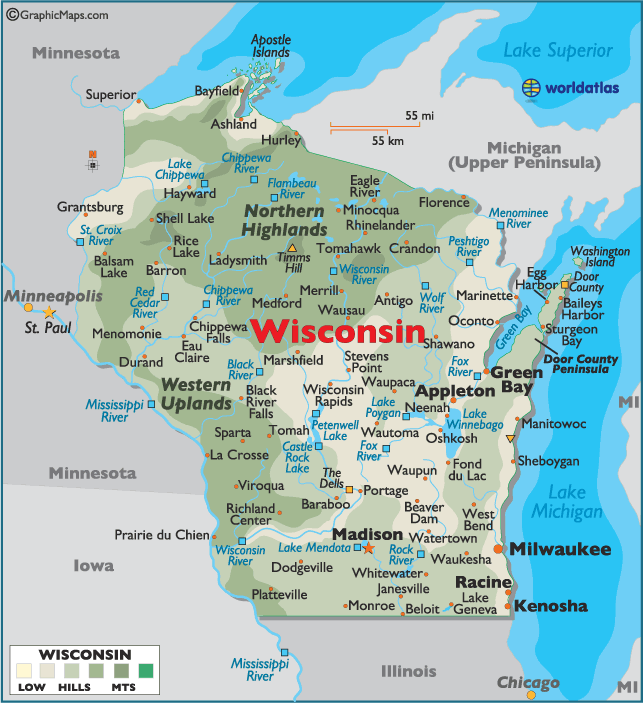 ©GraphicMaps.com
Apostle
Islands
Minnesota
Lake Superior
worldatlas
Superior
Bayfield
Ashland
55 mi
55 km
Hurley
Michigan
(Upper Peninsula)
N
Lake
Chippewa
Chippewa
River
Hayward
Flambeau
River
Eagle
River
Florence
Grantsburg
Northern
Highlands
Minocqua
Menominee
River
Shell Lake
Rhinelander
St. Croix
River
Rice
Lake
Tomahawk
Crandon
Peshtigo
River
Washington
Island
Balsam
Lake
Barron
Ladysmith
Timms
Hill
Wisconsin
River
Egg
Harbor
Door
County
Minneapolis
St. Paul
Red
Cedar
River
Chippewa
River
Medford
Merrill
Antigo
Wolf
River
Marinette
Baileys
Harbor
Wausau
Oconto
Green Bay
Sturgeon
Bay
Menomonie
Chippewa
Falls
Wisconsin
Eau
Claire
Shawano
Door County
Peninsula
Durand
Marshfield
Stevens
Point
Fox
River
Green
Bay
Black
River
Western
Uplands
Black
River
Falls
Wisconsin
Rapids
Waupaca
Appleton
Mississippi
River
Petenwell
Lake
Lake
Poygan
Neenah
Lake
Winnebago
Manitowoc
MI
Sparta
Tomah
Wautoma
Oshkosh
La Crosse
Castle
Rock
Lake
Fox
River
Fond
du Lac
Sheboygan
Minnesota
Viroqua
The
Dells
Waupun
Lake
Michigan
Portage
Baraboo
Beaver
Dam
West
Bend
Richland
Center
Prairie du Chien
Madison
Watertown
Wisconsin
River
Lake Mendota
Rock
River
Milwaukee
Iowa
Waukesha
Dodgeville
Whitewater
Racine
Platteville
Janesville
Lake
Geneva
Monroe
Beloit
Kenosha
WISCONSIN
LOW HILLS MTS
Mississippi
River
Illinois
Chicago
MI